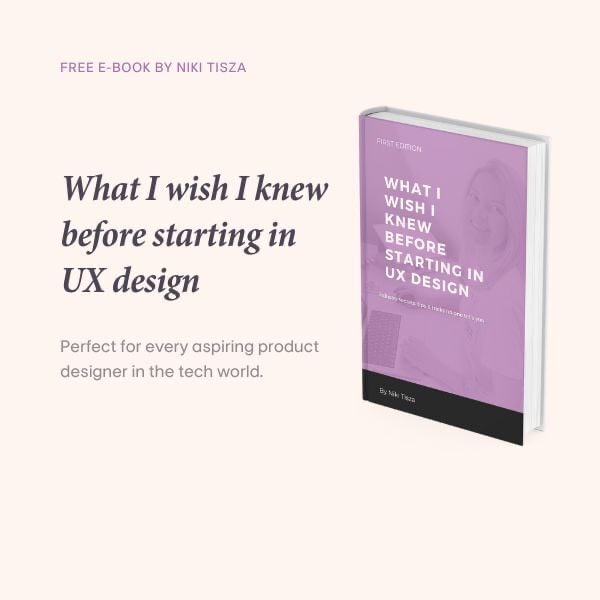 FREE E-BOOK BY NIKI TISZA
What I wish I knew
before starting in
UX design
Perfect for every aspiring product
designer in the tech world.
FIRST EDITION
WHAT I
WISH I
KNEW
BEFORE
STARTING IN
UX DESIGN
By Niki Tisza